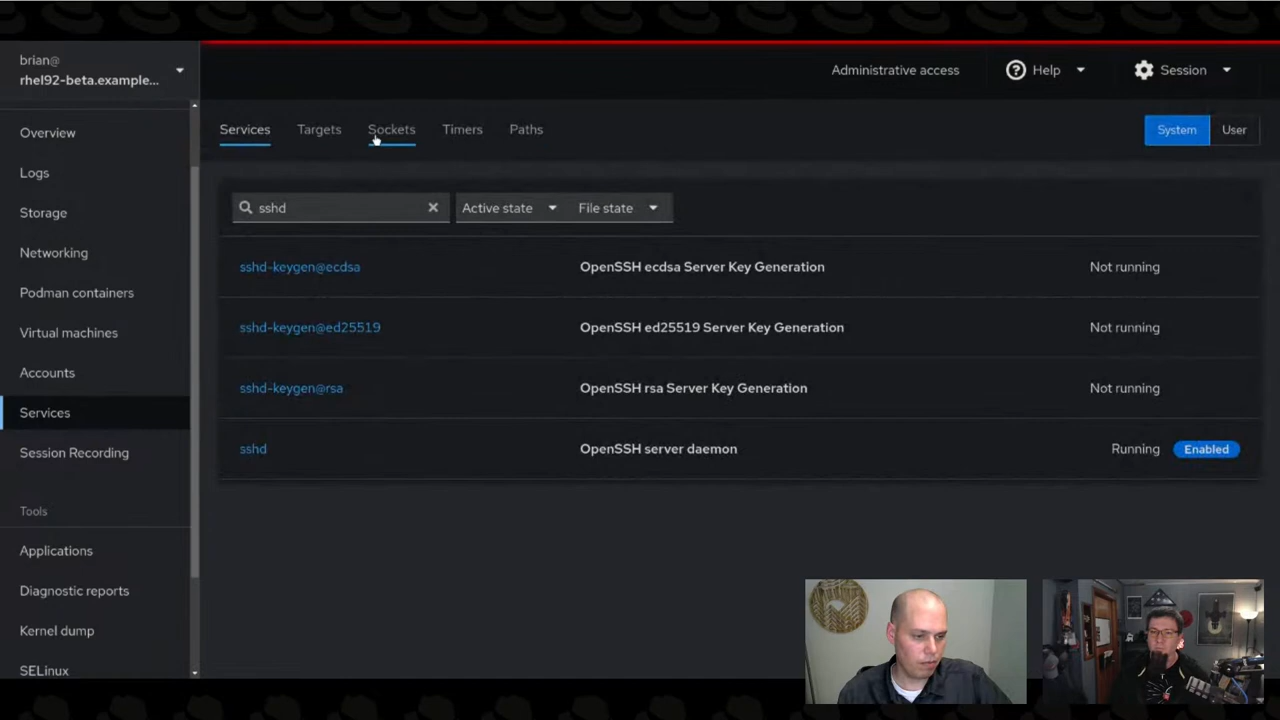 brian@
rhel92-beta.example...
Administrative access
Help
Session
Overview
Logs
Storage
Networking
Podman containers
Virtual machines
Accounts
Services
Session Recording
Tools
Applications
Diagnostic reports
Kernel dump
SELinux
Services Targets Sockets Timers Paths
System User
sshd
Active state
File state
sshd-keygen@ecdsa OpenSSH ecdsa Server Key Generation Not running
sshd-keygen@ed25519 OpenSSH ed25519 Server Key Generation Not running
sshd-keygen@rsa OpenSSH rsa Server Key Generation Not running
sshd OpenSSH server daemon Running Enabled